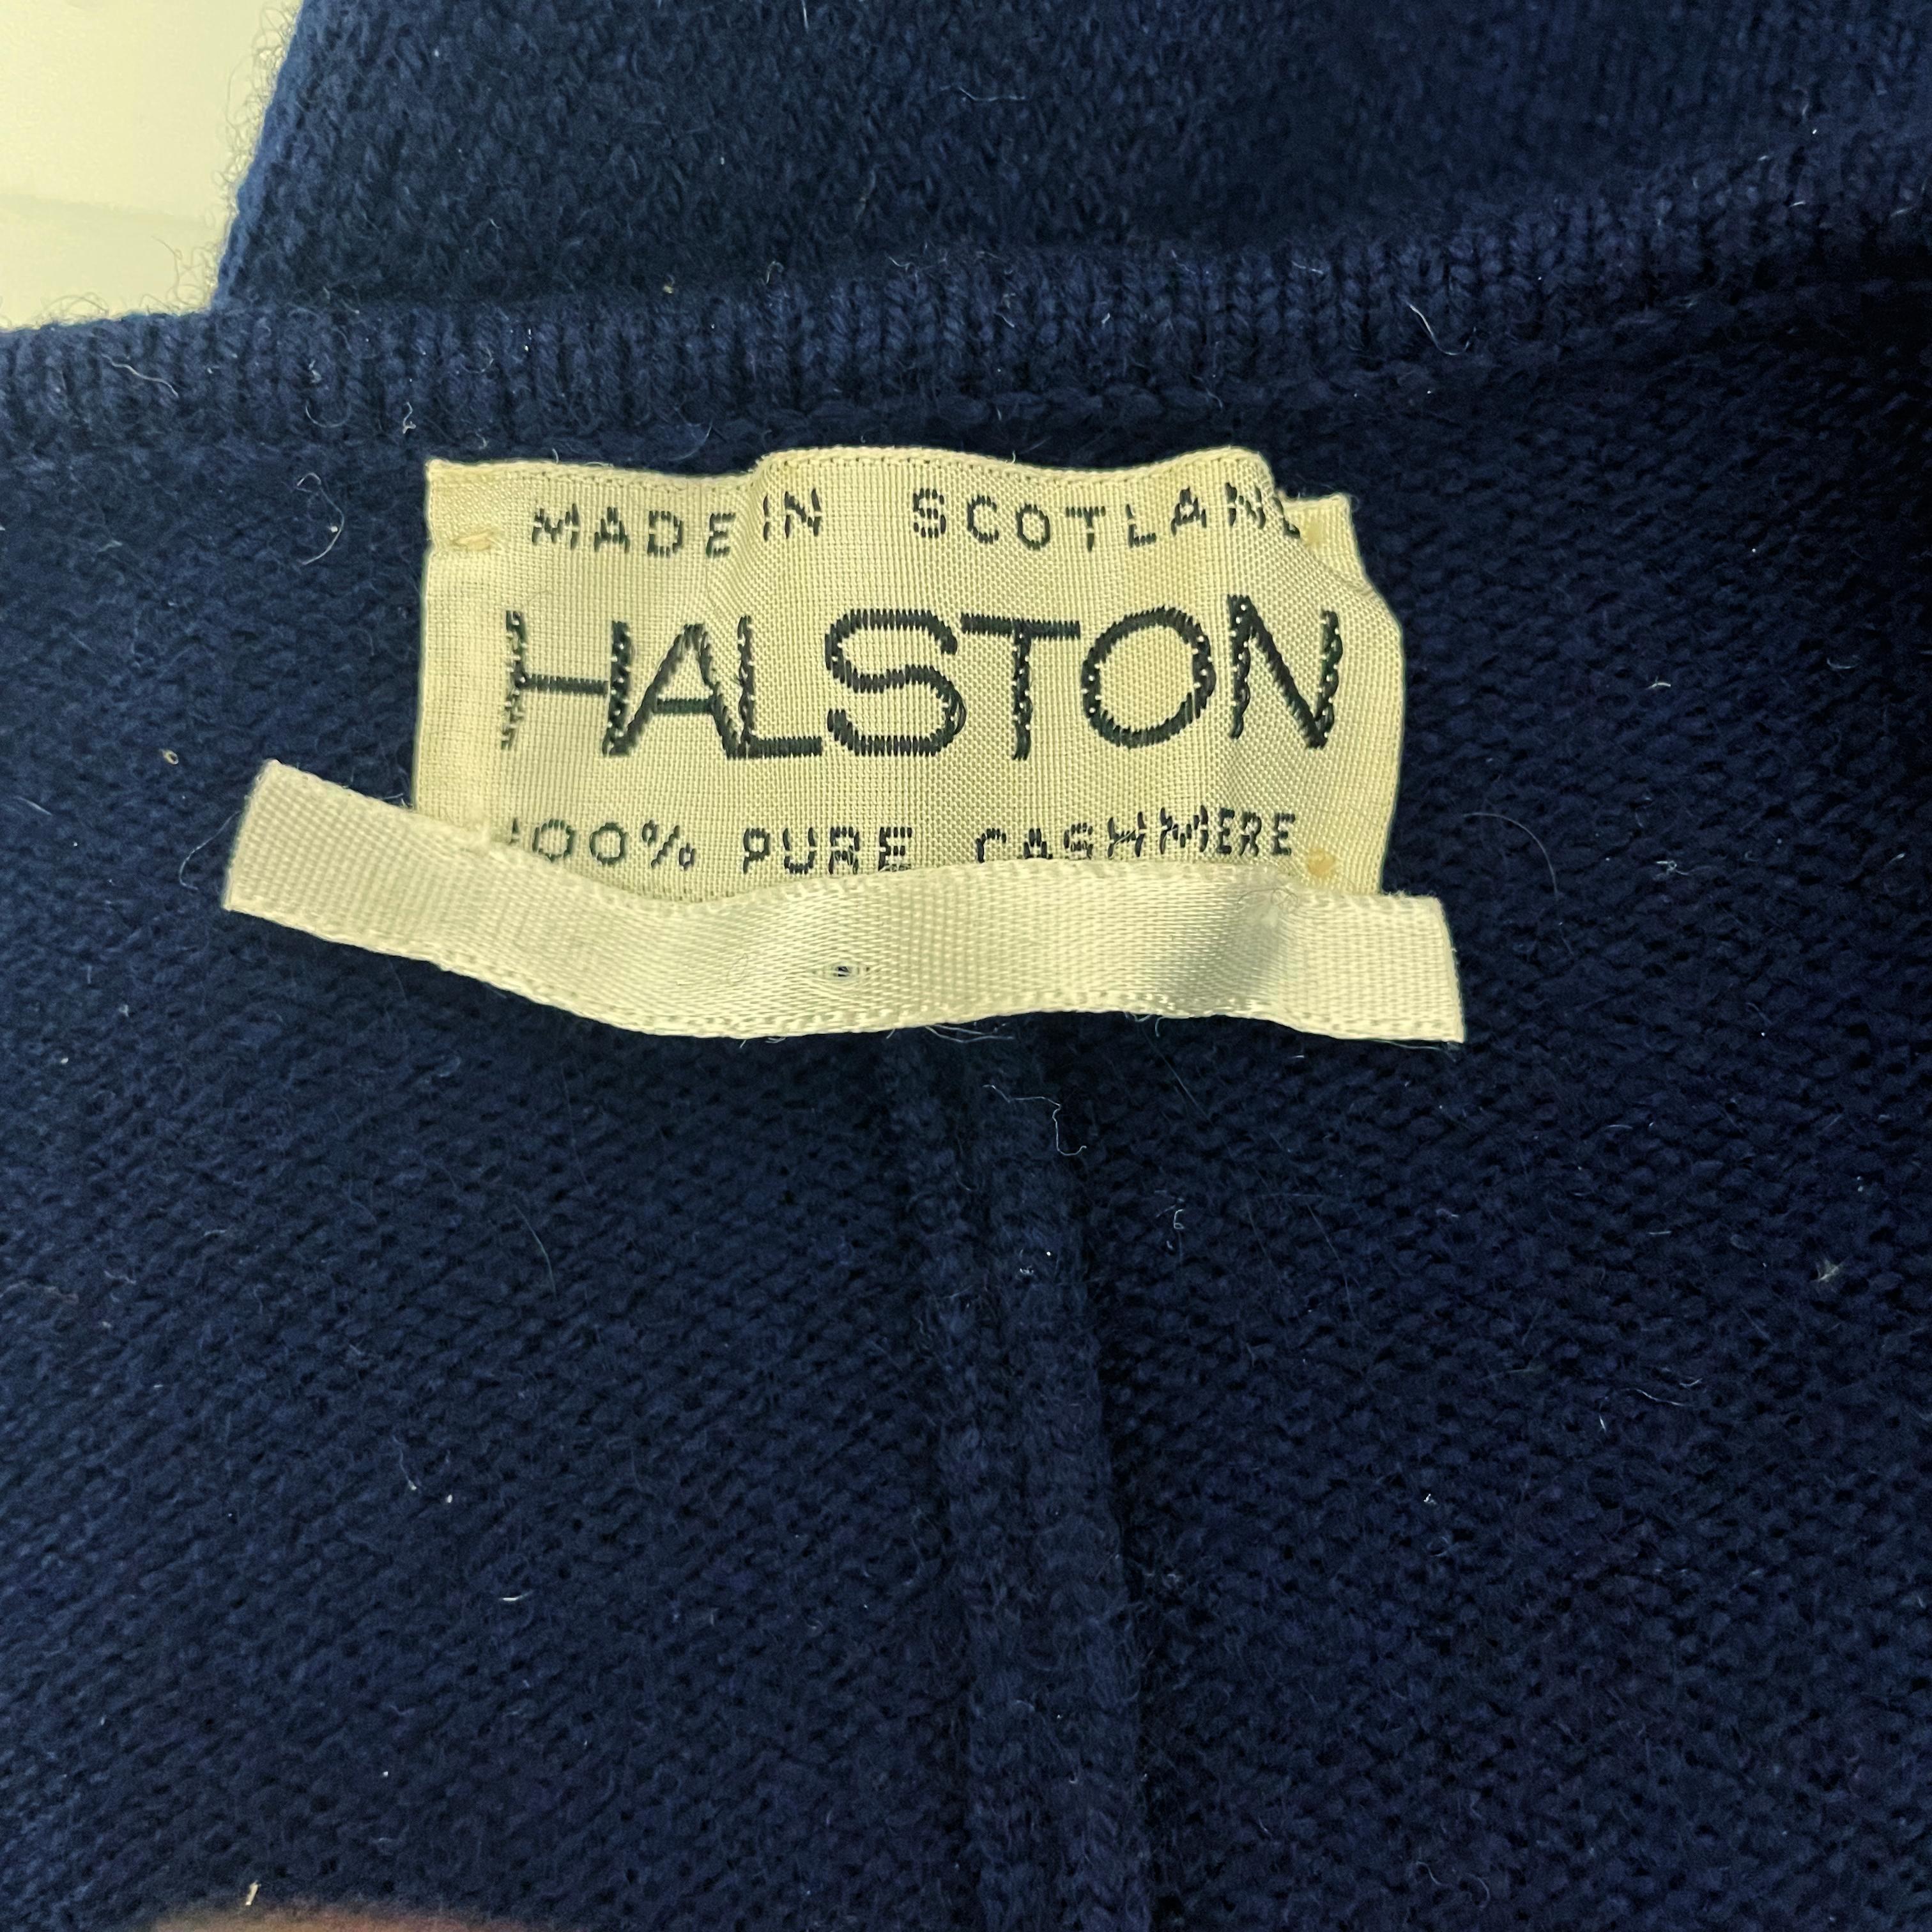 MADE IN SCOTLAND
HALSTON
100% PURE CASHMERE